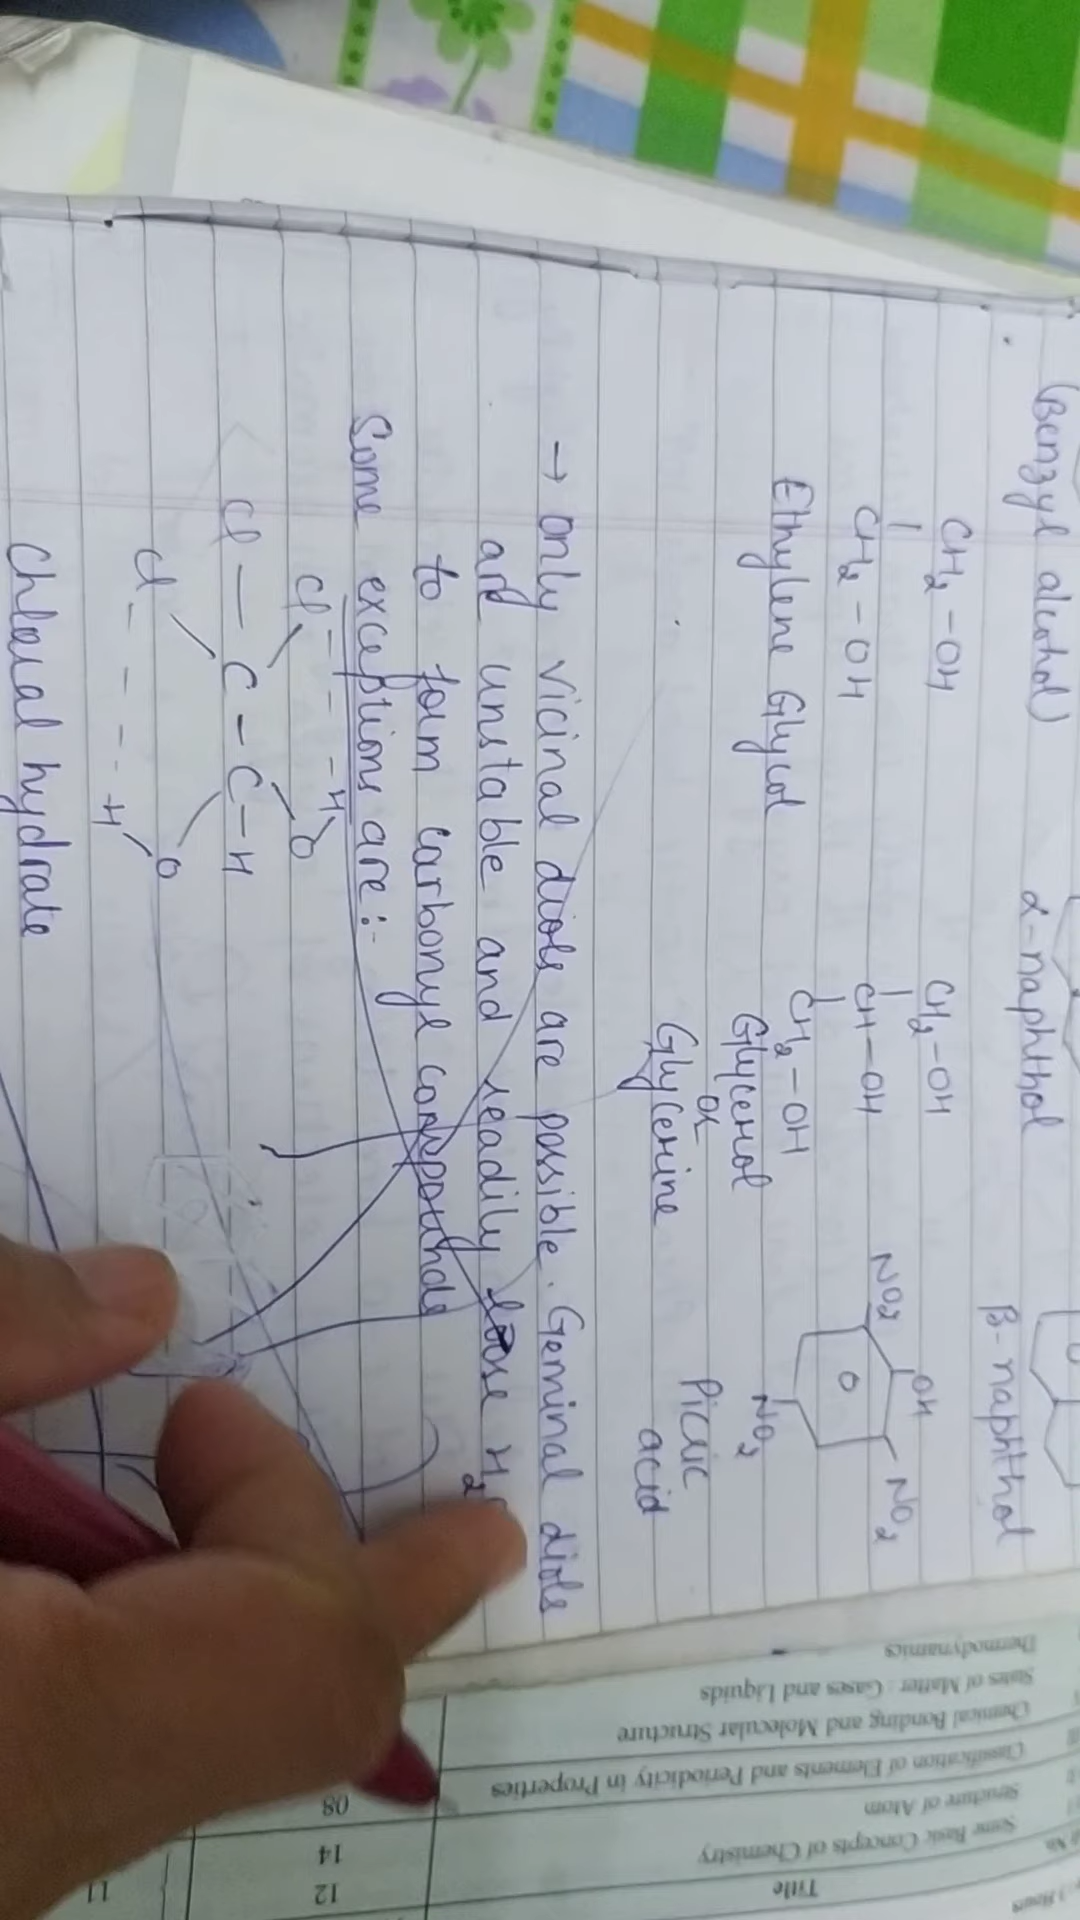 (Benzyl alcohol)
α-naphthol
β-naphthol
CH2-OH
CH2-OH
Ethylene Glycol
CH2-OH
CH-OH
CH2-OH
Glycerol
or
Glycerine
OH
NO2
NO2
NO2
Picric
acid
→ Only vicinal diols are possible. Geminal diols
are unstable and readily loose H2
to form carbonyl compounds
Some exceptions are:-
Cl---H
O
Cl-C-C-H
Cl
O
---H
Chloral hydrate
Title
Some Basic Concepts of Chemistry
12
Structure of Atom
14
Classification of Elements and Periodicity in Properties
08
Chemical Bonding and Molecular Structure
States of Matter : Gases and Liquids
Thermodynamics
11